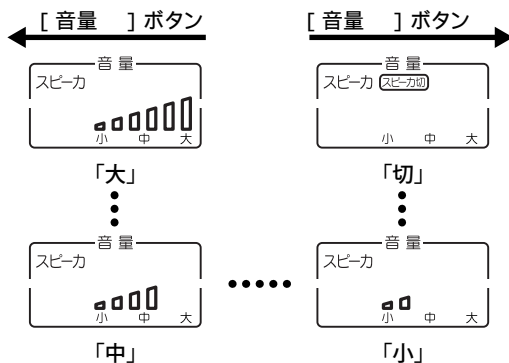 [ 音量　 ] ボタン
[ 音量　 ] ボタン
音 量
スピーカ
小 中 大
「大」
音 量
スピーカ スピーカ切
小 中 大
「切」
音 量
スピーカ
小 中 大
「中」
音 量
スピーカ
小 中 大
「小」